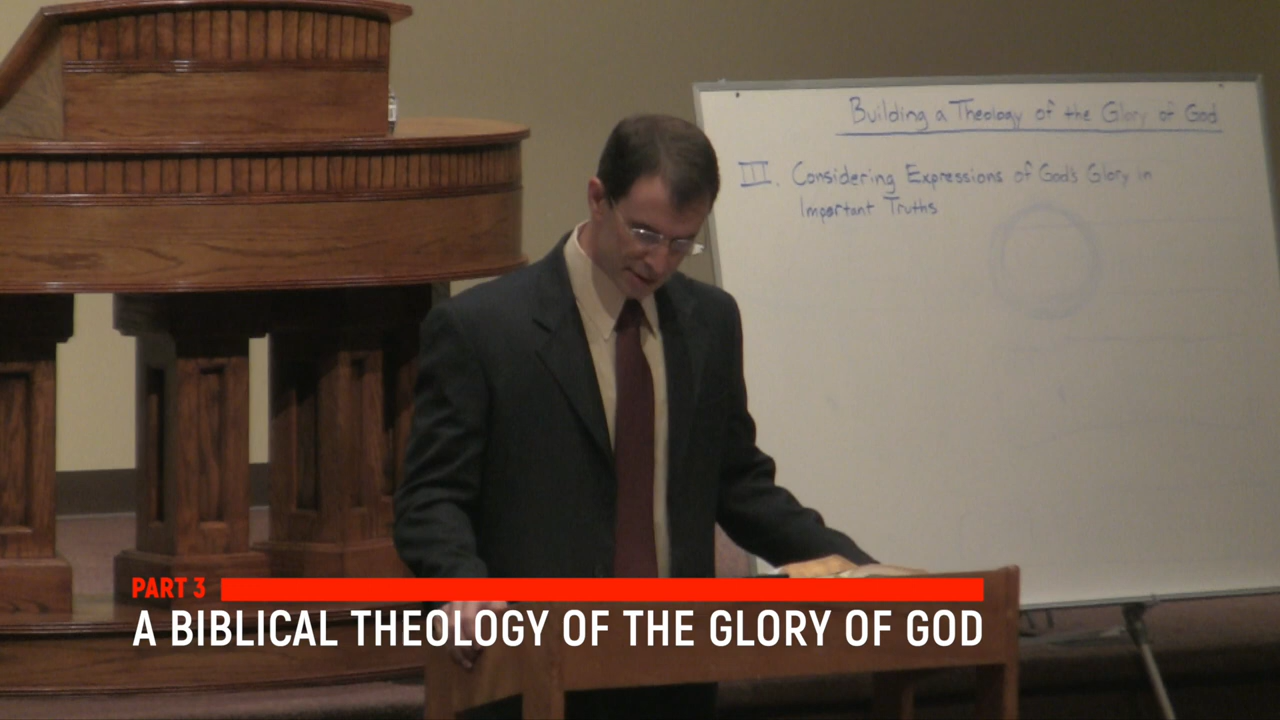 Building a Theology of the Glory of God
III. Considering Expressions of God's Glory in
Important Truths
PART 3
A BIBLICAL THEOLOGY OF THE GLORY OF GOD